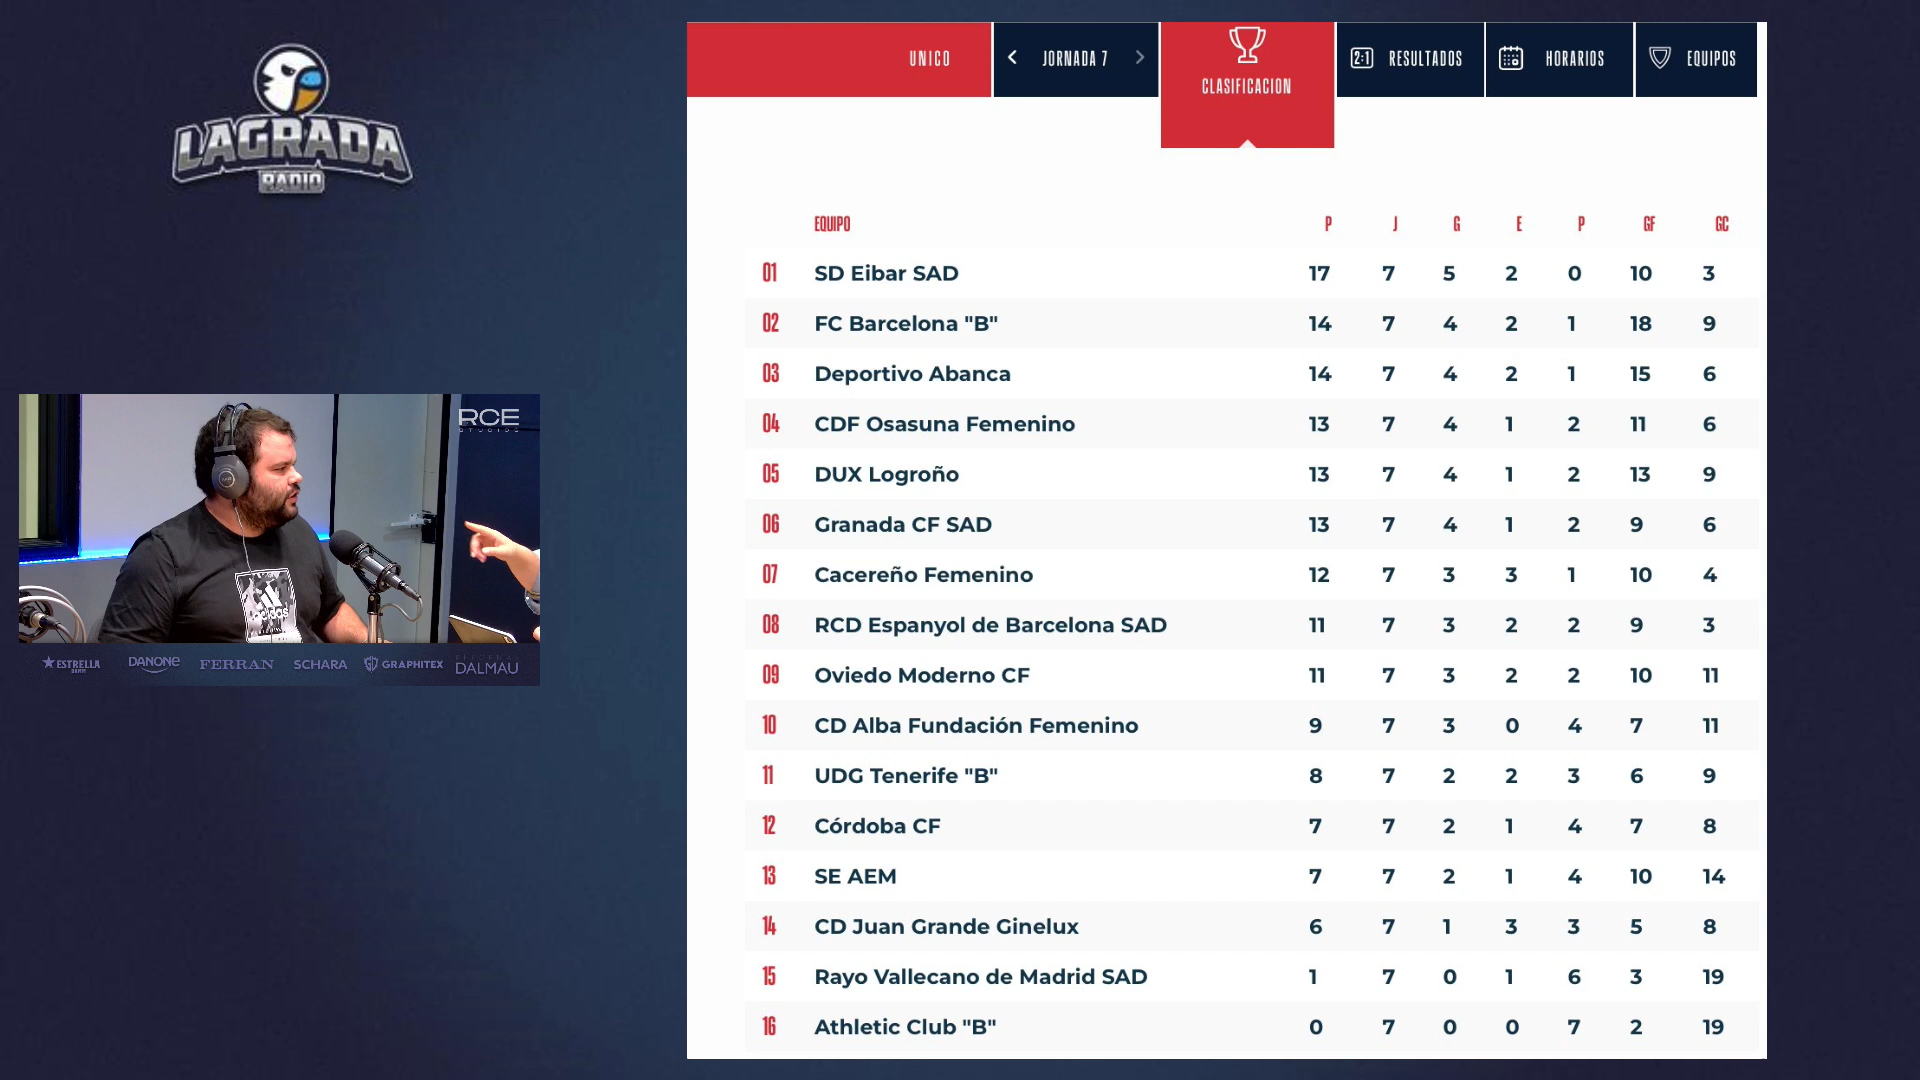 LAGRADA
RADIO
UNICO
JORNADA 7
CLASIFICACION
2:1 RESULTADOS
HORARIOS
EQUIPOS
EQUIPO P J G E P GF GC
01 SD Eibar SAD 17 7 5 2 0 10 3
02 FC Barcelona "B" 14 7 4 2 1 18 9
03 Deportivo Abanca 14 7 4 2 1 15 6
04 CDF Osasuna Femenino 13 7 4 1 2 11 6
05 DUX Logroño 13 7 4 1 2 13 9
06 Granada CF SAD 13 7 4 1 2 9 6
07 Cacereño Femenino 12 7 3 3 1 10 4
08 RCD Espanyol de Barcelona SAD 11 7 3 2 2 9 3
09 Oviedo Moderno CF 11 7 3 2 2 10 11
10 CD Alba Fundación Femenino 9 7 3 0 4 7 11
11 UDG Tenerife "B" 8 7 2 2 3 6 9
12 Córdoba CF 7 7 2 1 4 7 8
13 SE AEM 7 7 2 1 4 10 14
14 CD Juan Grande Ginelux 6 7 1 3 3 5 8
15 Rayo Vallecano de Madrid SAD 1 7 0 1 6 3 19
16 Athletic Club "B" 0 7 0 0 7 2 19
RCE
STUDIOS
adidas
ESTRELLA
DAMM
DANONE
FERRAN
SCHARA
GRAPHITEX
DALMAU